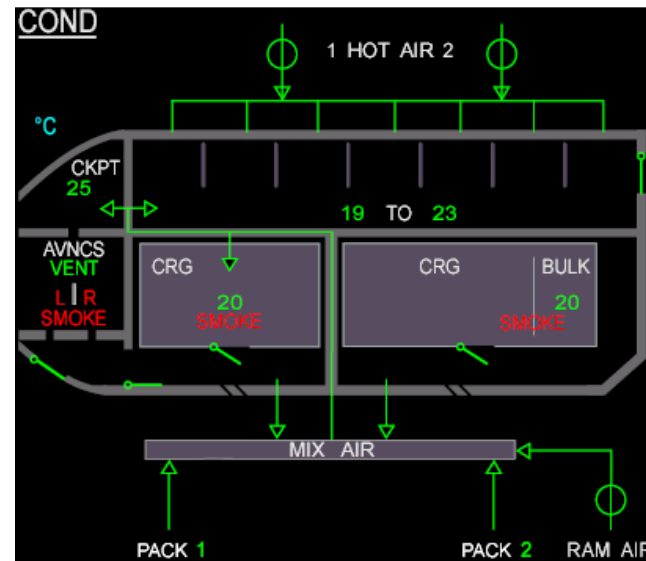 COND
1 HOT AIR 2
°C
CKPT
25
19 TO 23
AVNCS
VENT
L R
SMOKE
CRG
20
SMOKE
CRG
BULK
20
SMOKE
MIX AIR
PACK 1
PACK 2
RAM AIR